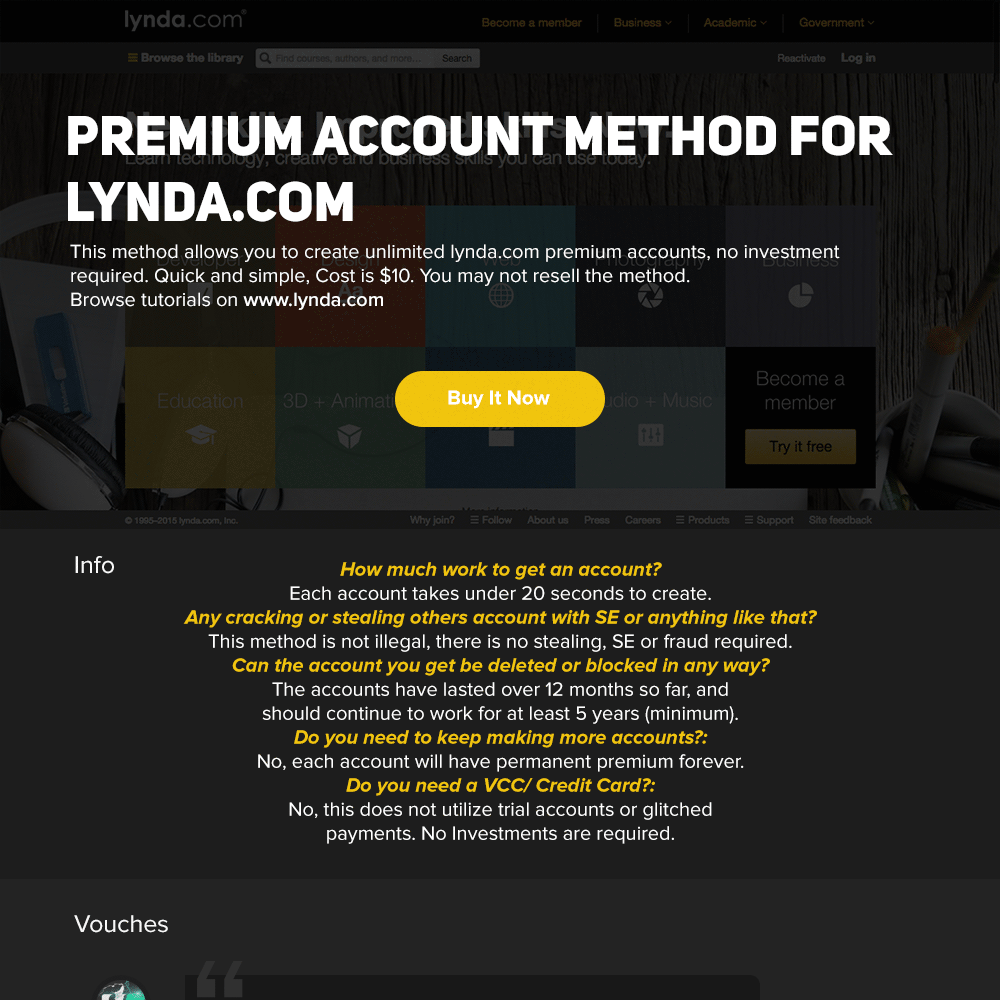 lynda.com®
Become a member
Business
Academic
Government
Browse the library
Find courses, authors, and more...
Search
Reactivate
Log in
PREMIUM ACCOUNT METHOD FOR
LYNDA.COM
Learn technology, creative and business skills you can use today.
This method allows you to create unlimited lynda.com premium accounts, no investment
required. Quick and simple, Cost is $10. You may not resell the method.
Browse tutorials on www.lynda.com
Developer
Design
Web
Photography
Business
Aa
Buy It Now
Education
3D + Animat
udio + Music
Become a
member
Try it free
© 1995–2015 lynda.com, Inc.
Why join?
Follow
About us
Press
Careers
Products
Support
Site feedback
Info
How much work to get an account?
Each account takes under 20 seconds to create.
Any cracking or stealing others account with SE or anything like that?
This method is not illegal, there is no stealing, SE or fraud required.
Can the account you get be deleted or blocked in any way?
The accounts have lasted over 12 months so far, and
should continue to work for at least 5 years (minimum).
Do you need to keep making more accounts?:
No, each account will have permanent premium forever.
Do you need a VCC/ Credit Card?:
No, this does not utilize trial accounts or glitched
payments. No Investments are required.
Vouches
“